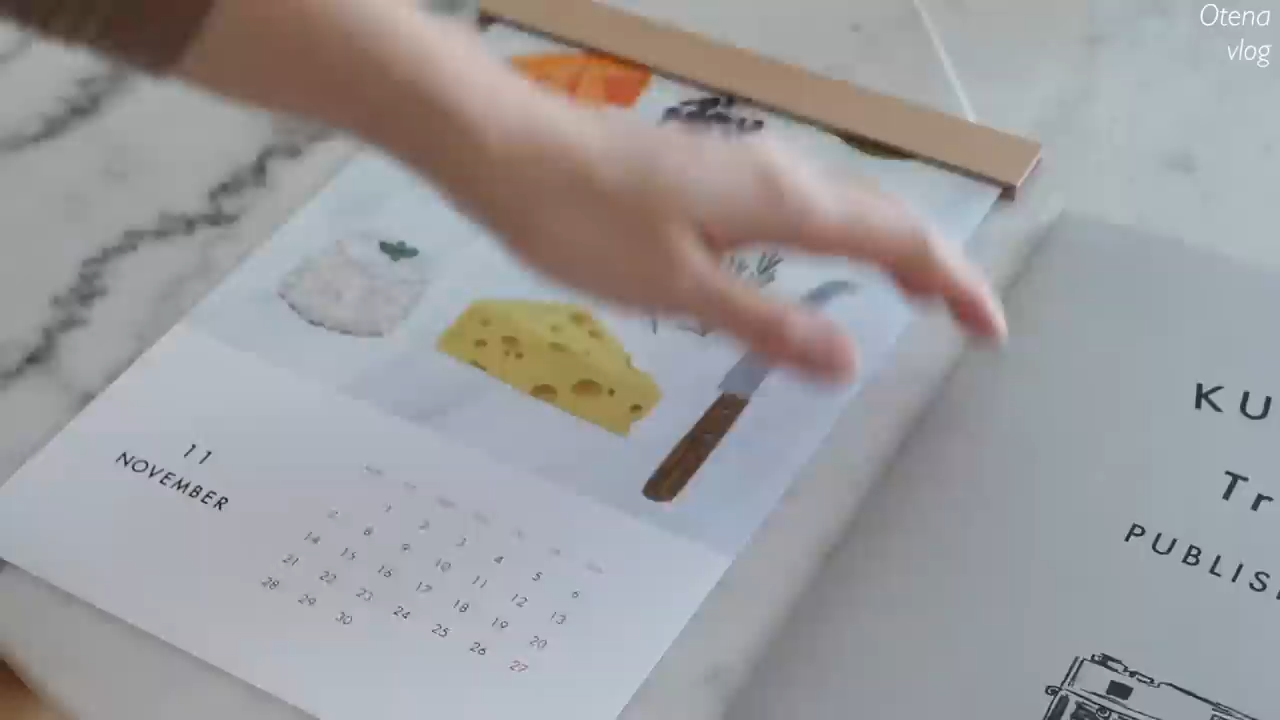 Otena
vlog
11
NOVEMBER
1 2 3 4 5 6
7 8 9 10 11 12 13
14 15 16 17 18 19 20
21 22 23 24 25 26 27
28 29 30
KU
Tr
PUBLIS